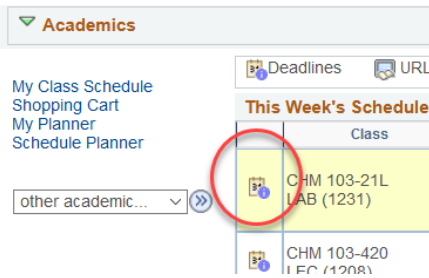 Academics
My Class Schedule
Shopping Cart
My Planner
Schedule Planner
other academic...
Deadlines
URL
This Week's Schedule
Class
CHM 103-21L
LAB (1231)
CHM 103-420
LEC (1208)